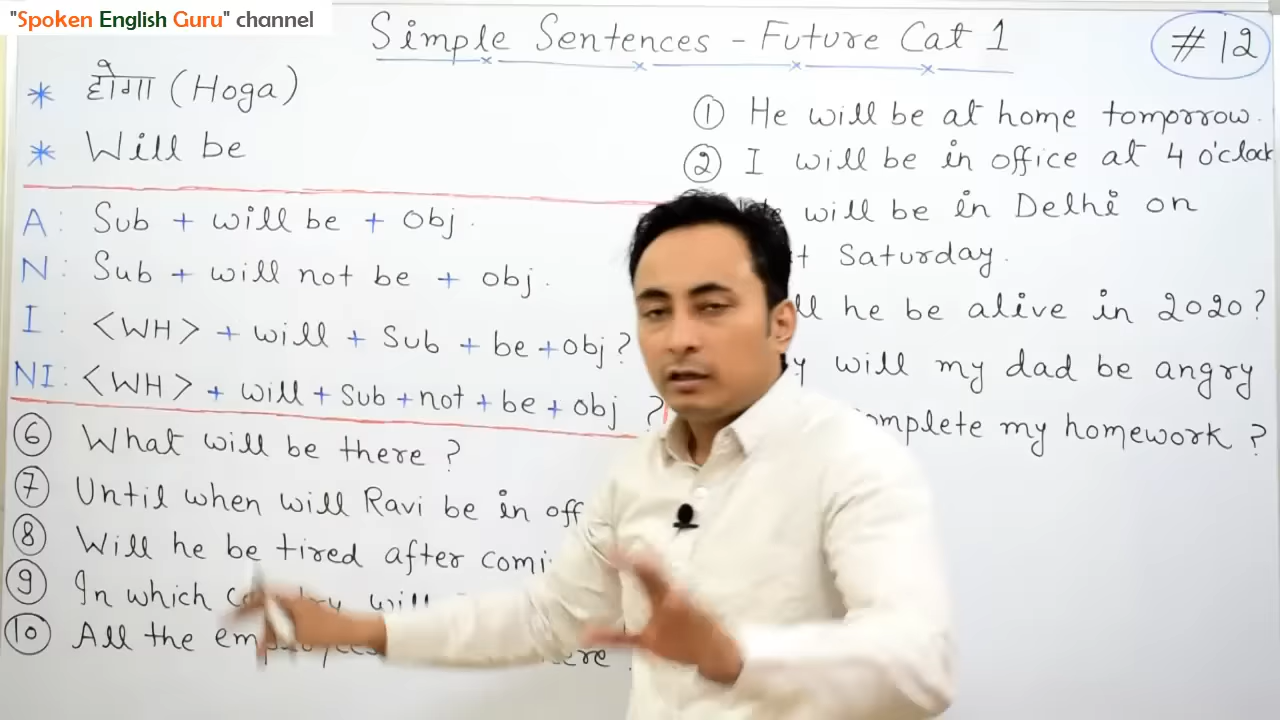 "Spoken English Guru" channel
Simple Sentences - Future Cat 1
# 12
* होगा (Hoga)
* Will be
A: Sub + will be + Obj.
N: Sub + will not be + obj.
I: <WH> + will + Sub + be + obj?
NI: <WH> + will + Sub + not + be + obj ?
① He will be at home tomorrow.
② I will be in office at 4 o'clock
will be in Delhi on
Saturday.
he be alive in 2020?
will my dad be angry
my homework ?
⑥ What will be there ?
⑦ Until when will Ravi be in
⑧ Will he be tired after
⑨ In which will
⑩ All the